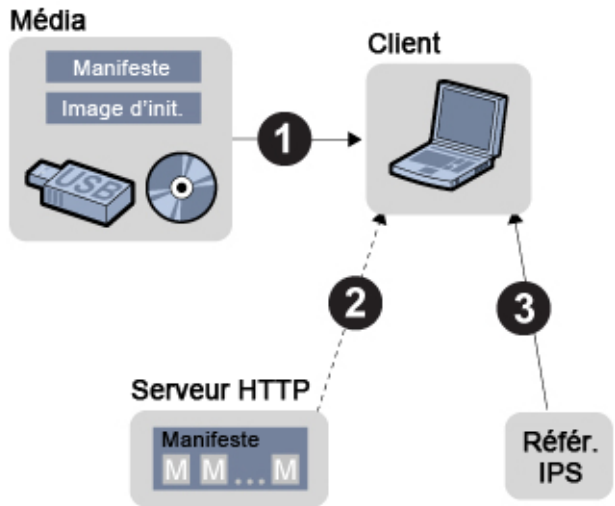 Média
Manifeste
Image d'init.
USB
1
Client
2
3
Serveur HTTP
Manifeste
M M ... M
Référ.
IPS